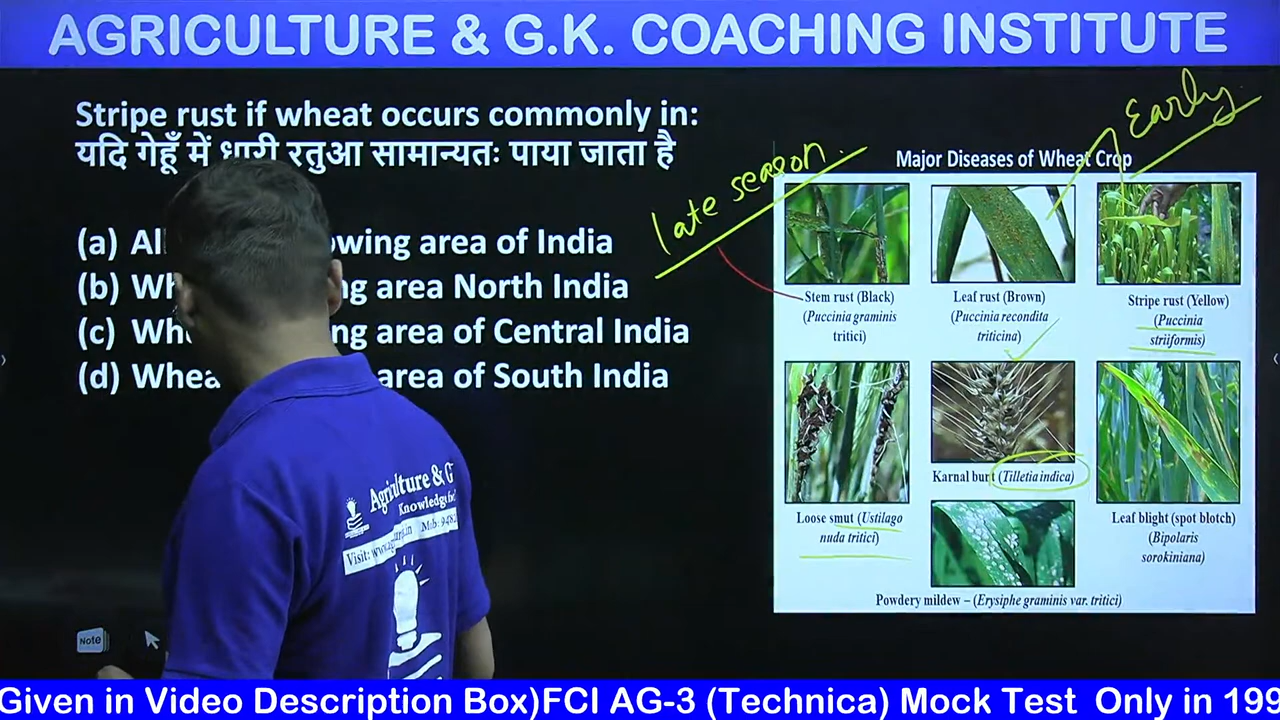 AGRICULTURE & G.K. COACHING INSTITUTE
Stripe rust if wheat occurs commonly in:
यदि गेहूँ में धारी रतुआ सामान्यतः पाया जाता है
(a) Al owing area of India
(b) Wh ng area North India
(c) Whe ing area of Central India
(d) Whea area of South India
late season
Early
Major Diseases of Wheat Crop
Stem rust (Black)
(Puccinia graminis
tritici)
Leaf rust (Brown)
(Puccinia recondita
triticina)
Stripe rust (Yellow)
(Puccinia
striiformis)
Loose smut (Ustilago
nuda tritici)
Karnal bunt (Tilletia indica)
Leaf blight (spot blotch)
(Bipolaris
sorokiniana)
Powdery mildew – (Erysiphe graminis var. tritici)
Agriculture & G
Knowledge
Visit: www.
Note
Given in Video Description Box)FCI AG-3 (Technica) Mock Test Only in 199